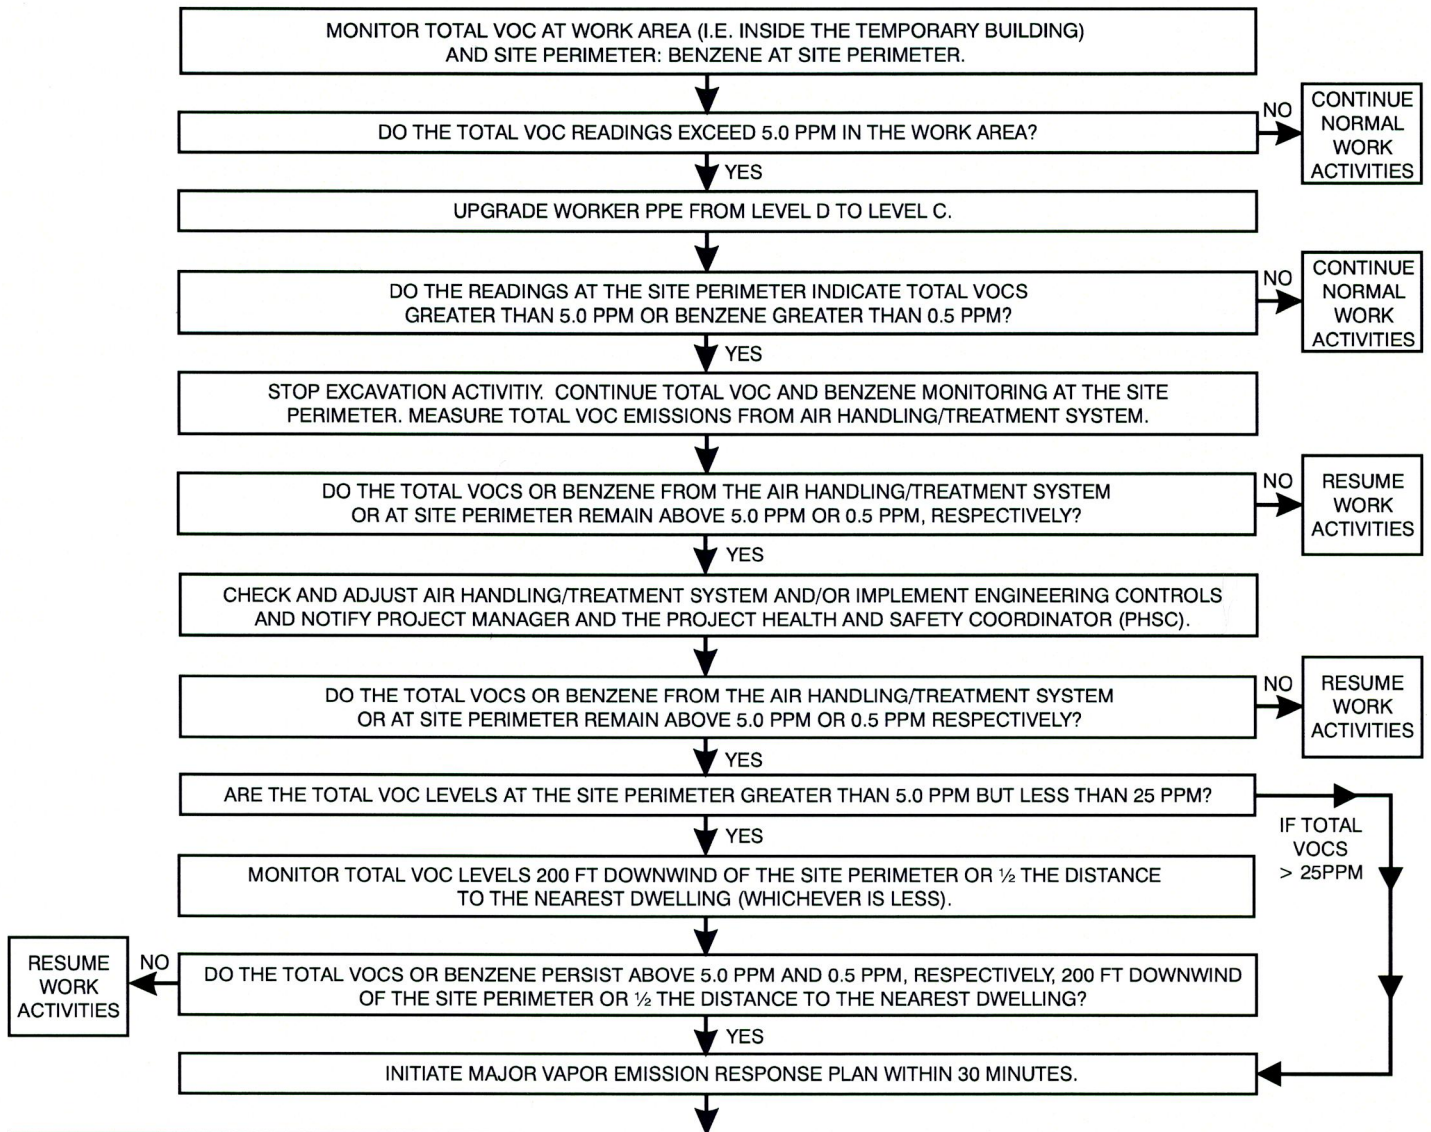 MONITOR TOTAL VOC AT WORK AREA (I.E. INSIDE THE TEMPORARY BUILDING)
AND SITE PERIMETER: BENZENE AT SITE PERIMETER.
DO THE TOTAL VOC READINGS EXCEED 5.0 PPM IN THE WORK AREA?
NO
CONTINUE
NORMAL
WORK
ACTIVITIES
YES
UPGRADE WORKER PPE FROM LEVEL D TO LEVEL C.
DO THE READINGS AT THE SITE PERIMETER INDICATE TOTAL VOCS
GREATER THAN 5.0 PPM OR BENZENE GREATER THAN 0.5 PPM?
NO
CONTINUE
NORMAL
WORK
ACTIVITIES
YES
STOP EXCAVATION ACTIVITIY. CONTINUE TOTAL VOC AND BENZENE MONITORING AT THE SITE
PERIMETER. MEASURE TOTAL VOC EMISSIONS FROM AIR HANDLING/TREATMENT SYSTEM.
DO THE TOTAL VOCS OR BENZENE FROM THE AIR HANDLING/TREATMENT SYSTEM
OR AT SITE PERIMETER REMAIN ABOVE 5.0 PPM OR 0.5 PPM, RESPECTIVELY?
NO
RESUME
WORK
ACTIVITIES
YES
CHECK AND ADJUST AIR HANDLING/TREATMENT SYSTEM AND/OR IMPLEMENT ENGINEERING CONTROLS
AND NOTIFY PROJECT MANAGER AND THE PROJECT HEALTH AND SAFETY COORDINATOR (PHSC).
DO THE TOTAL VOCS OR BENZENE FROM THE AIR HANDLING/TREATMENT SYSTEM
OR AT SITE PERIMETER REMAIN ABOVE 5.0 PPM OR 0.5 PPM RESPECTIVELY?
NO
RESUME
WORK
ACTIVITIES
YES
ARE THE TOTAL VOC LEVELS AT THE SITE PERIMETER GREATER THAN 5.0 PPM BUT LESS THAN 25 PPM?
IF TOTAL
VOCS
> 25PPM
YES
MONITOR TOTAL VOC LEVELS 200 FT DOWNWIND OF THE SITE PERIMETER OR ½ THE DISTANCE
TO THE NEAREST DWELLING (WHICHEVER IS LESS).
DO THE TOTAL VOCS OR BENZENE PERSIST ABOVE 5.0 PPM AND 0.5 PPM, RESPECTIVELY, 200 FT DOWNWIND
OF THE SITE PERIMETER OR ½ THE DISTANCE TO THE NEAREST DWELLING?
NO
RESUME
WORK
ACTIVITIES
YES
INITIATE MAJOR VAPOR EMISSION RESPONSE PLAN WITHIN 30 MINUTES.